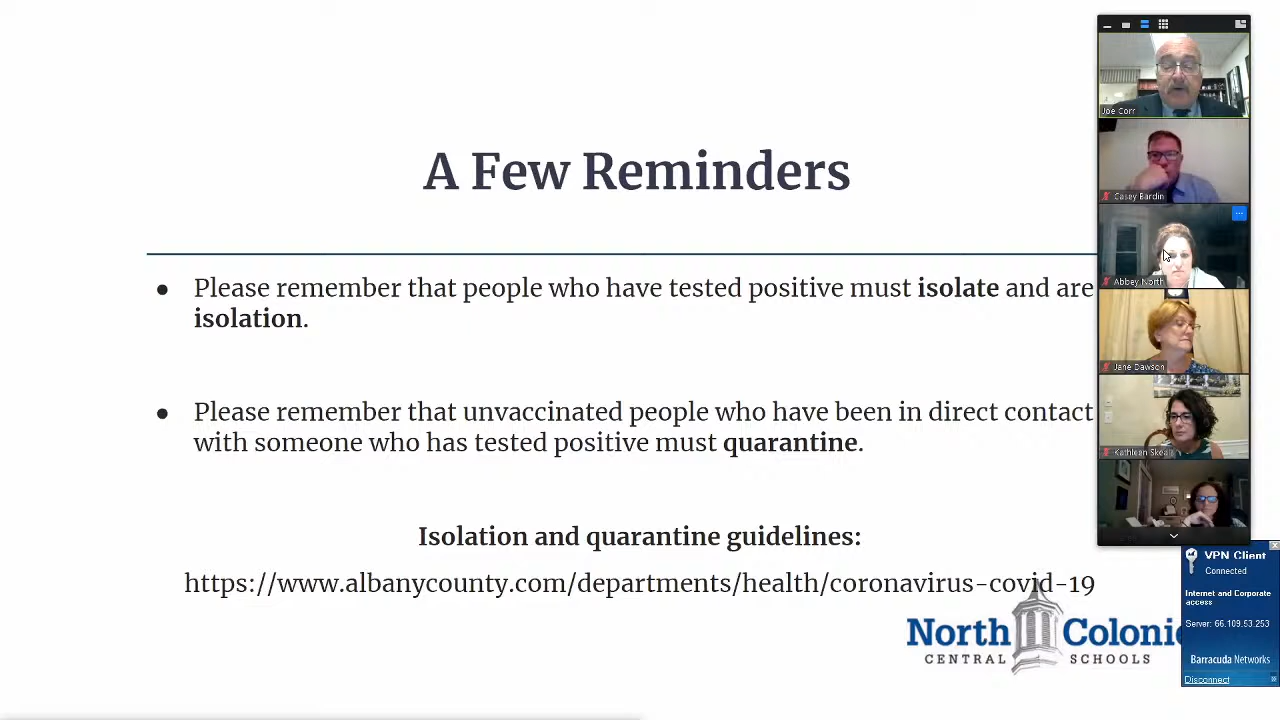 A Few Reminders
● Please remember that people who have tested positive must isolate and are
isolation.
● Please remember that unvaccinated people who have been in direct contact
with someone who has tested positive must quarantine.
Isolation and quarantine guidelines:
https://www.albanycounty.com/departments/health/coronavirus-covid-19
North Colonie
CENTRAL SCHOOLS
Joe Corr
Casey Bardin
Abbey North
Jane Dawson
Kathleen
VPN Client
Connected
Internet and Corporate
access
Server: 66.109.53.253
Barracuda Networks
Disconnect